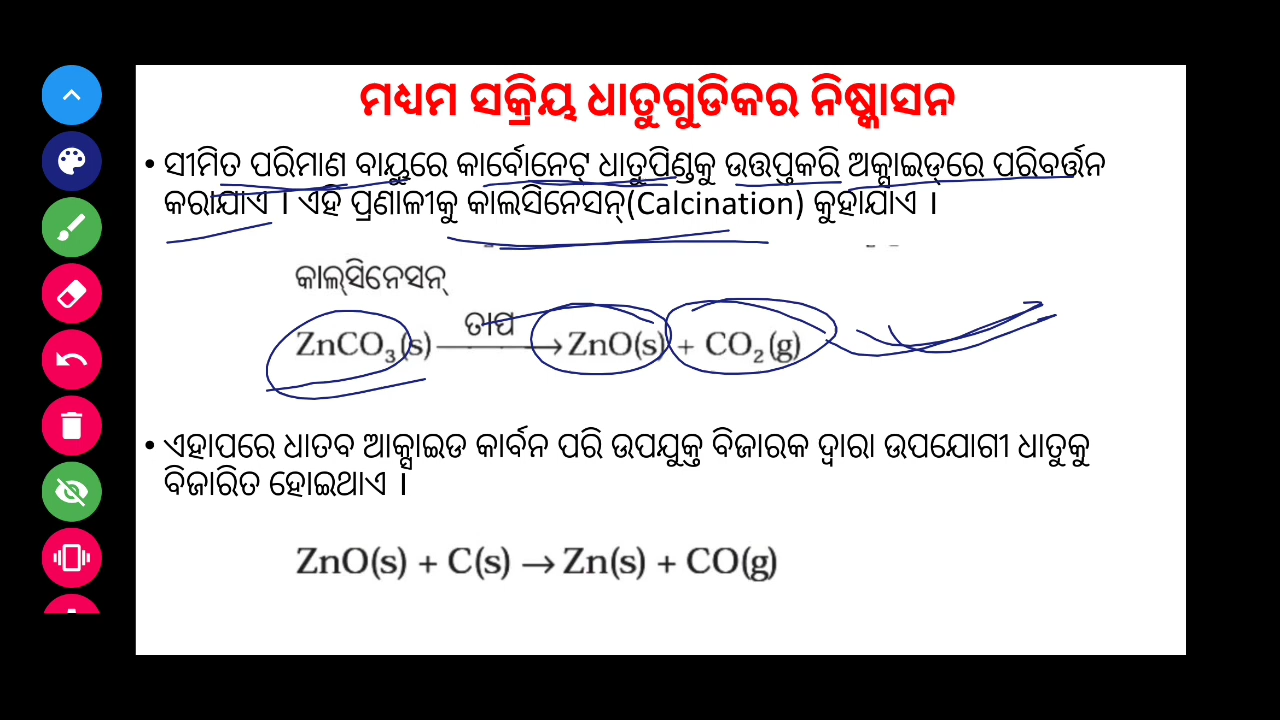 ମଧ୍ୟମ ସକ୍ରିୟ ଧାତୁଗୁଡିକର ନିଷ୍କାସନ
• ସୀମିତ ପରିମାଣ ବାୟୁରେ କାର୍ବୋନେଟ୍ ଧାତୁପିଣ୍ଡକୁ ଉତ୍ତପ୍ତକରି ଅକ୍ସାଇଡ୍‌ରେ ପରିବର୍ତ୍ତନ
କରାଯାଏ । ଏହି ପ୍ରଣାଳୀକୁ କାଲସିନେସନ୍(Calcination) କୁହାଯାଏ ।
କାଲ୍‌ସିନେସନ୍
ତାପ
ZnCO₃(s) ⟶ ZnO(s) + CO₂(g)
• ଏହାପରେ ଧାତବ ଆକ୍ସାଇଡ କାର୍ବନ ପରି ଉପଯୁକ୍ତ ବିଜାରକ ଦ୍ୱାରା ଉପଯୋଗୀ ଧାତୁକୁ
ବିଜାରିତ ହୋଇଥାଏ ।
ZnO(s) + C(s) → Zn(s) + CO(g)